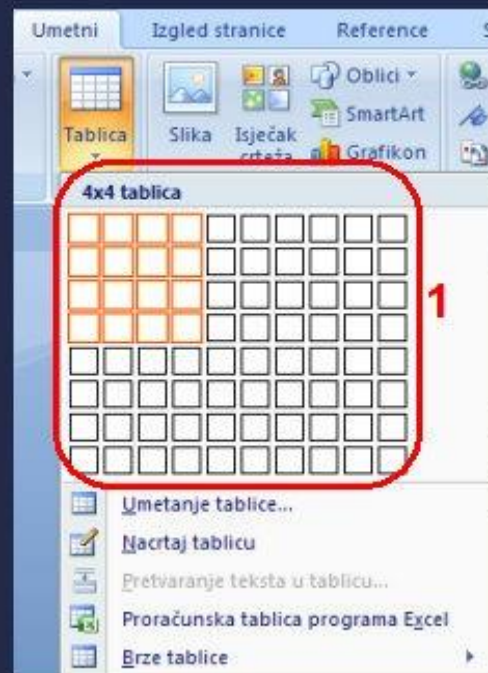 Umetni Izgled stranice Reference
Oblici
SmartArt
Tablica Slika Isječak
crteža Grafikon
4x4 tablica
1
Umetanje tablice...
Nacrtaj tablicu
Pretvaranje teksta u tablicu...
Proračunska tablica programa Excel
Brze tablice